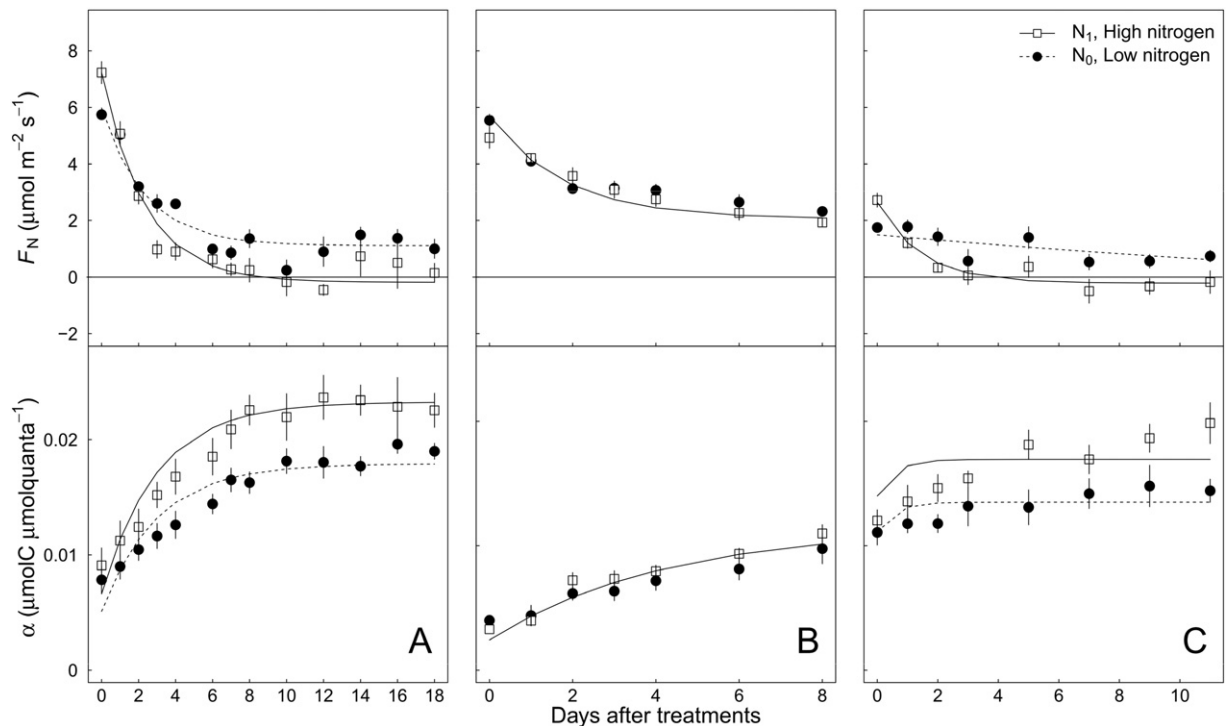 F_N (μmol m⁻² s⁻¹)
8
6
4
2
0
−2
N₁, High nitrogen
N₀, Low nitrogen
α (μmolC μmolquanta⁻¹)
0.02
0.01
0
A
B
C
0 2 4 6 8 10 12 14 16 18
0 2 4 6 8
0 2 4 6 8 10
Days after treatments